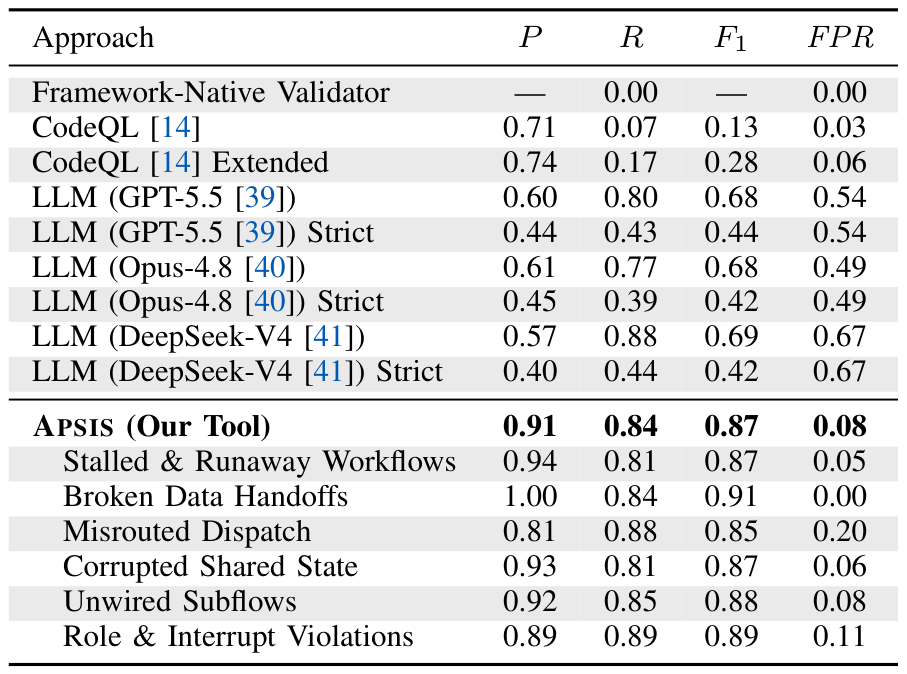 Approach P R F1 FPR
Framework-Native Validator — 0.00 — 0.00
CodeQL [14] 0.71 0.07 0.13 0.03
CodeQL [14] Extended 0.74 0.17 0.28 0.06
LLM (GPT-5.5 [39]) 0.60 0.80 0.68 0.54
LLM (GPT-5.5 [39]) Strict 0.44 0.43 0.44 0.54
LLM (Opus-4.8 [40]) 0.61 0.77 0.68 0.49
LLM (Opus-4.8 [40]) Strict 0.45 0.39 0.42 0.49
LLM (DeepSeek-V4 [41]) 0.57 0.88 0.69 0.67
LLM (DeepSeek-V4 [41]) Strict 0.40 0.44 0.42 0.67
APSIS (Our Tool) 0.91 0.84 0.87 0.08
Stalled & Runaway Workflows 0.94 0.81 0.87 0.05
Broken Data Handoffs 1.00 0.84 0.91 0.00
Misrouted Dispatch 0.81 0.88 0.85 0.20
Corrupted Shared State 0.93 0.81 0.87 0.06
Unwired Subflows 0.92 0.85 0.88 0.08
Role & Interrupt Violations 0.89 0.89 0.89 0.11